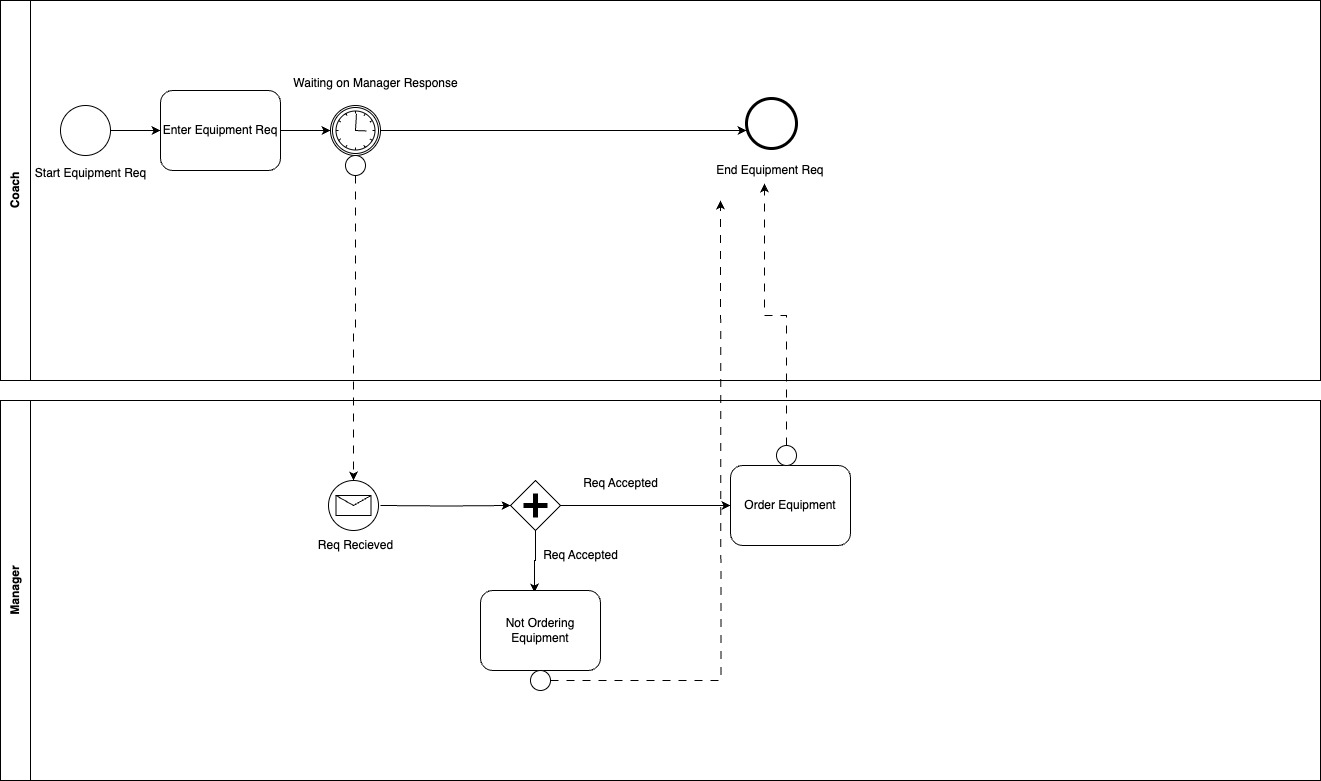 Coach
Waiting on Manager Response
Enter Equipment Req
Start Equipment Req
End Equipment Req
Manager
Req Accepted
Order Equipment
Req Recieved
Req Accepted
Not Ordering
Equipment